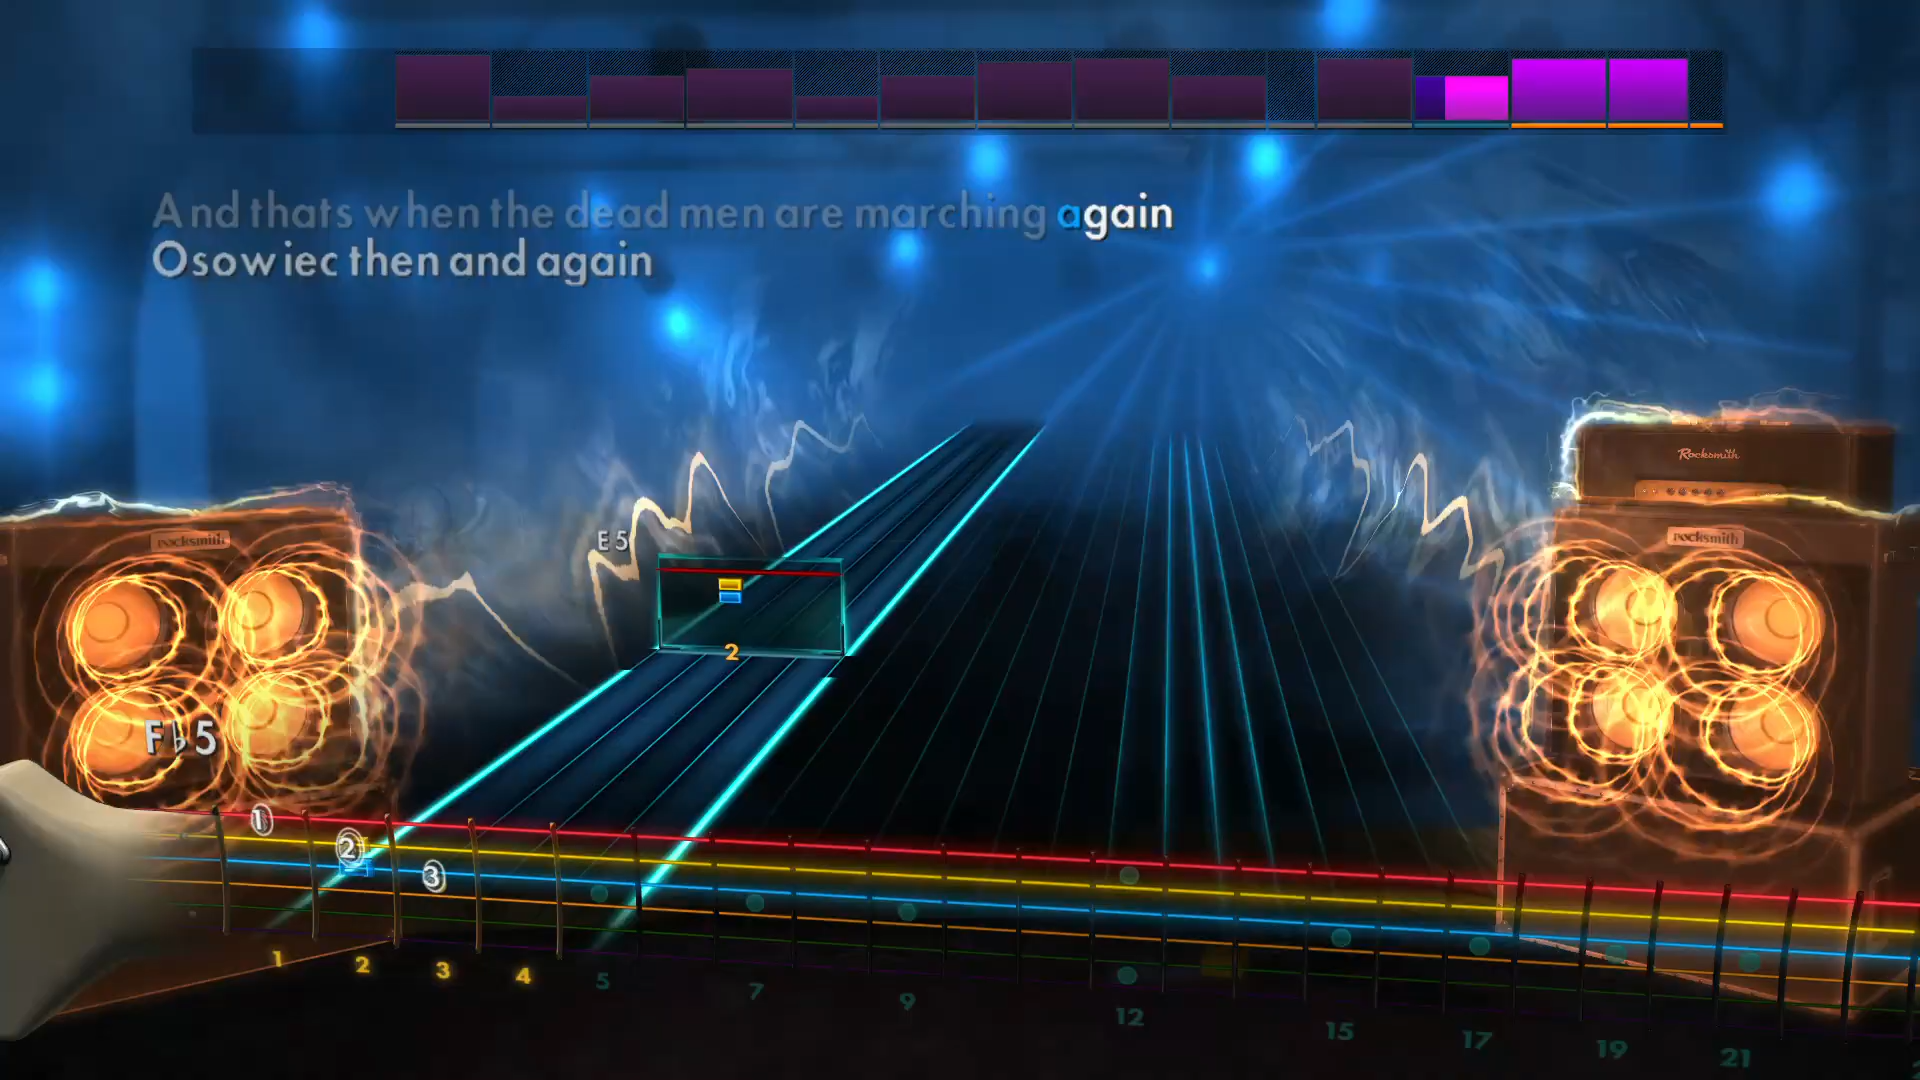 And thats when the dead men are marching again
Osowiec then and again
Rocksmith
rocksmith
rocksmith
E5
2
F♭5
1
2
3
1 2 3 4 5 7 9 12 15 17 19 21